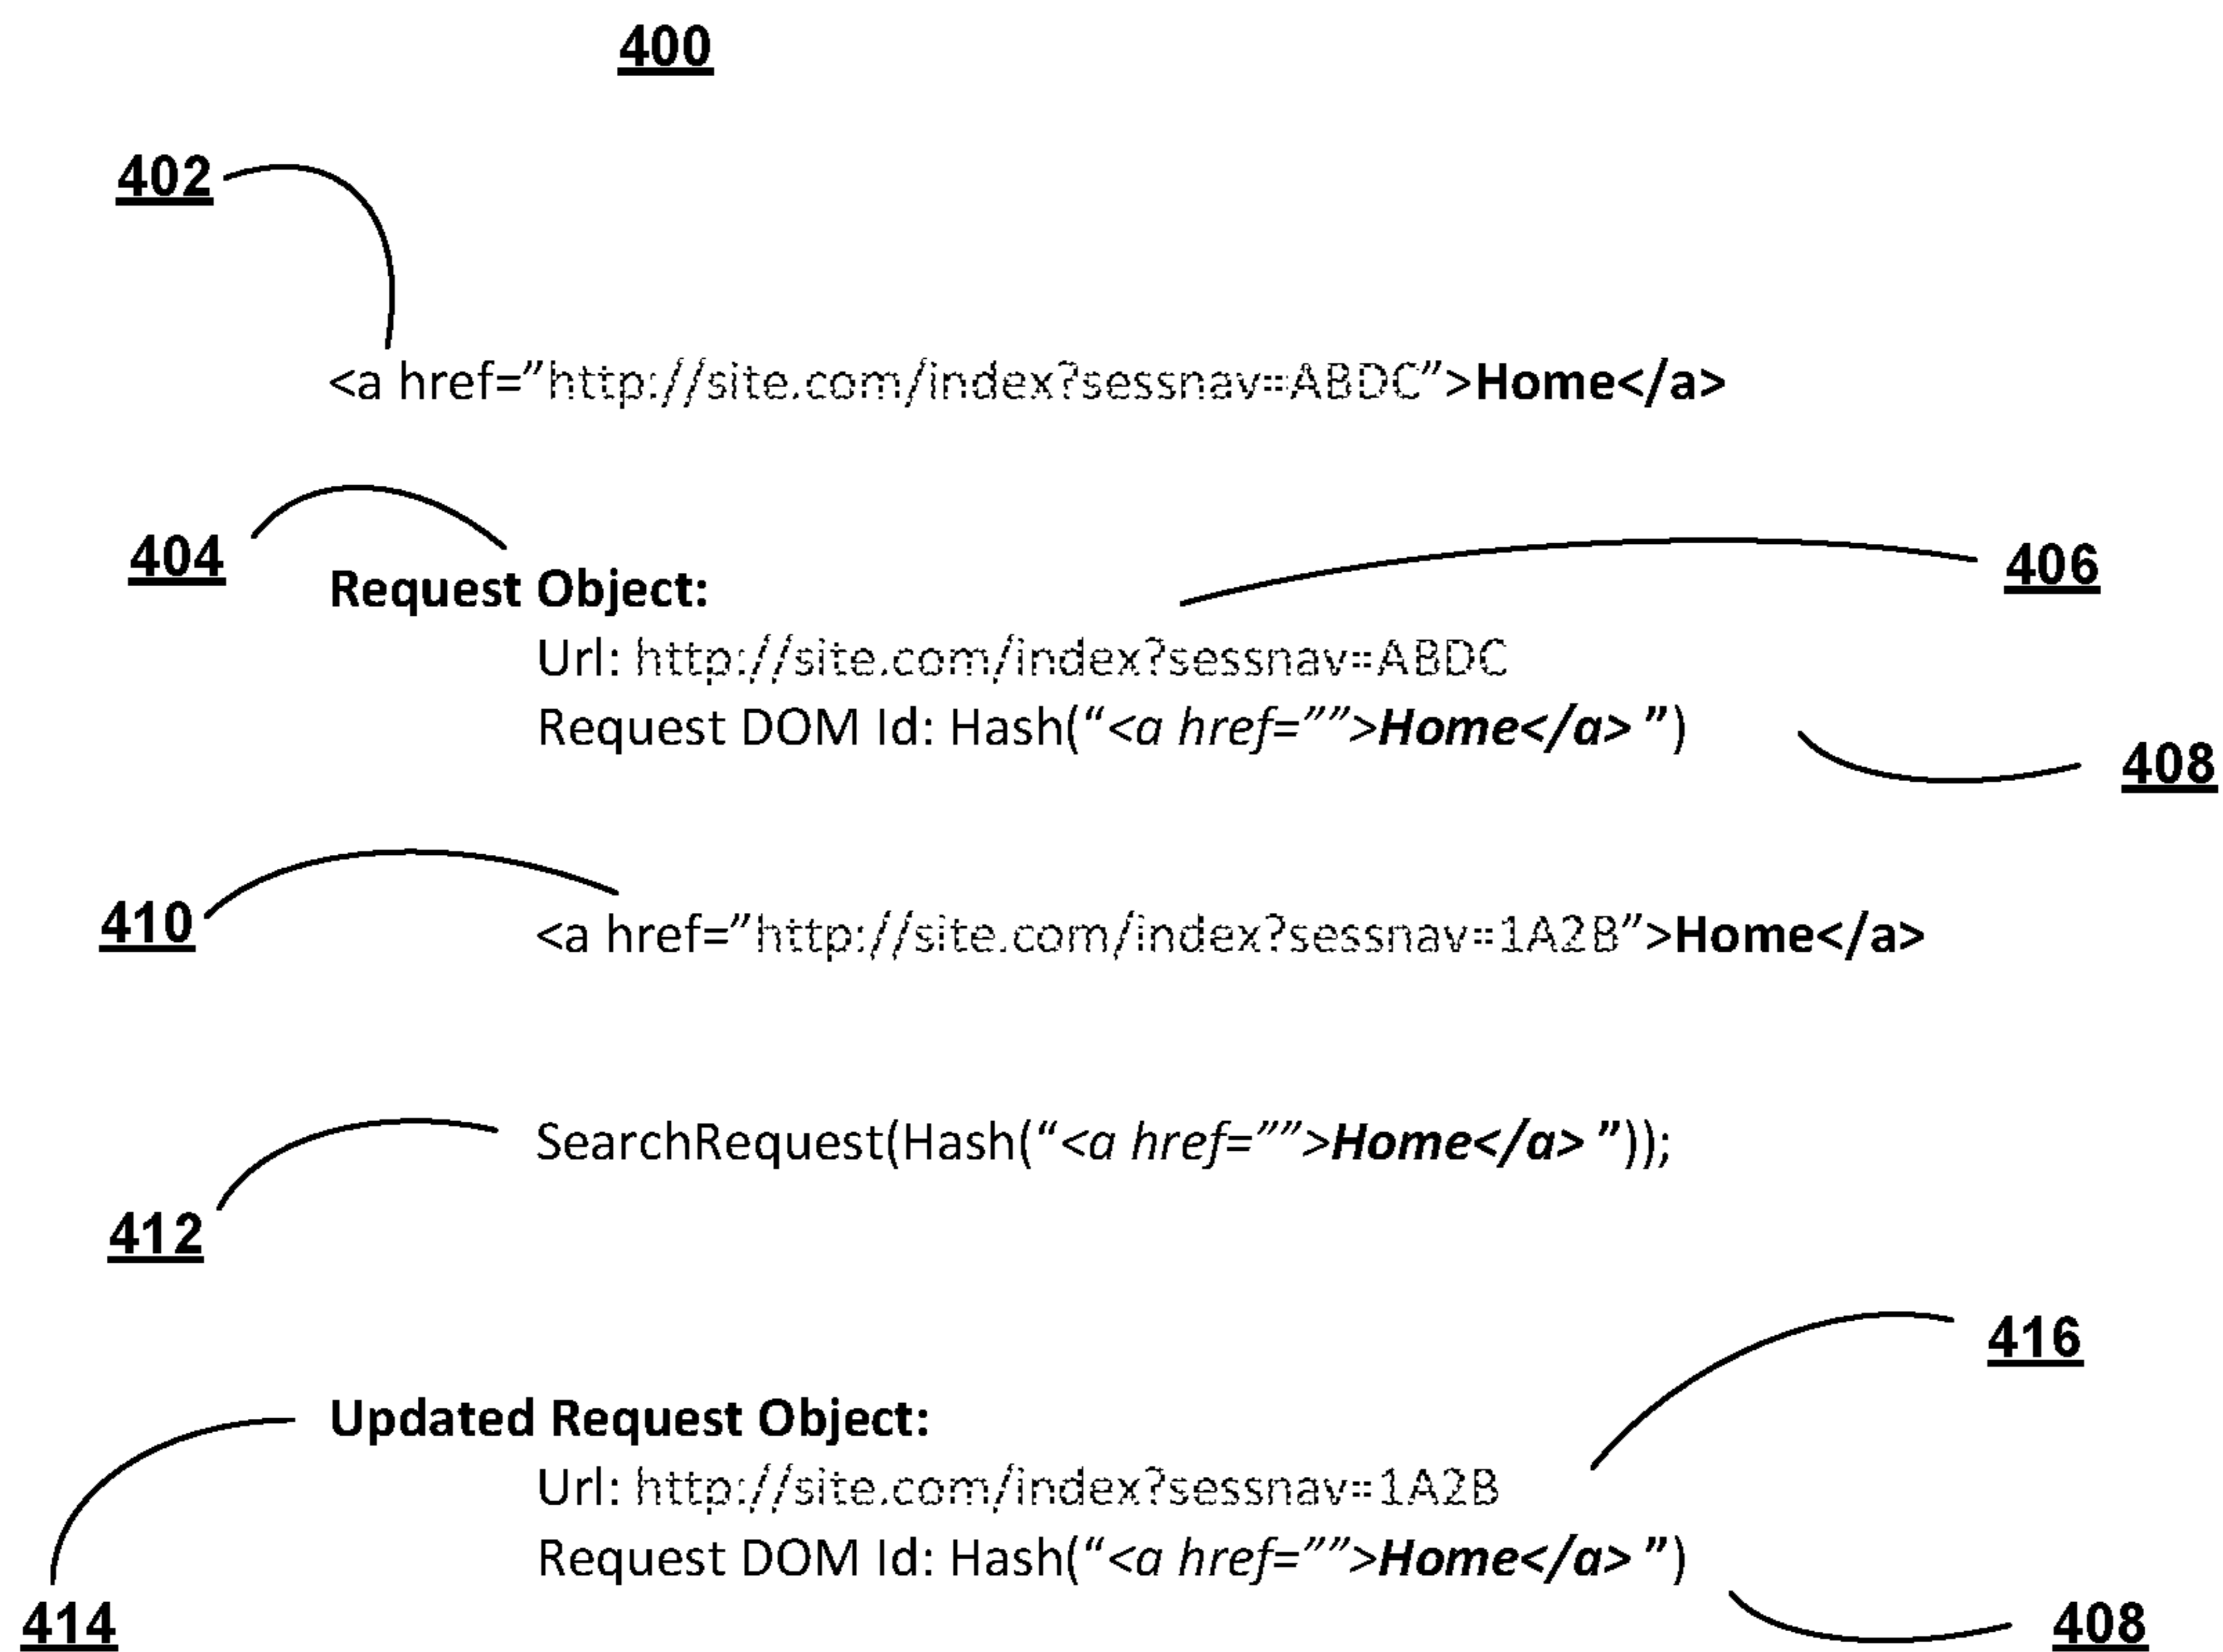 400
402
<a href=”http://site.com/index?sessnav=ABDC”>Home</a>
404
406
Request Object:
Url: http://site.com/index?sessnav=ABDC
Request DOM Id: Hash(“<a href=””>Home</a> ”)
408
410
<a href=”http://site.com/index?sessnav=1A2B”>Home</a>
SearchRequest(Hash(“<a href=””>Home</a> ”));
412
416
Updated Request Object:
Url: http://site.com/index?sessnav=1A2B
Request DOM Id: Hash(“<a href=””>Home</a> ”)
414
408